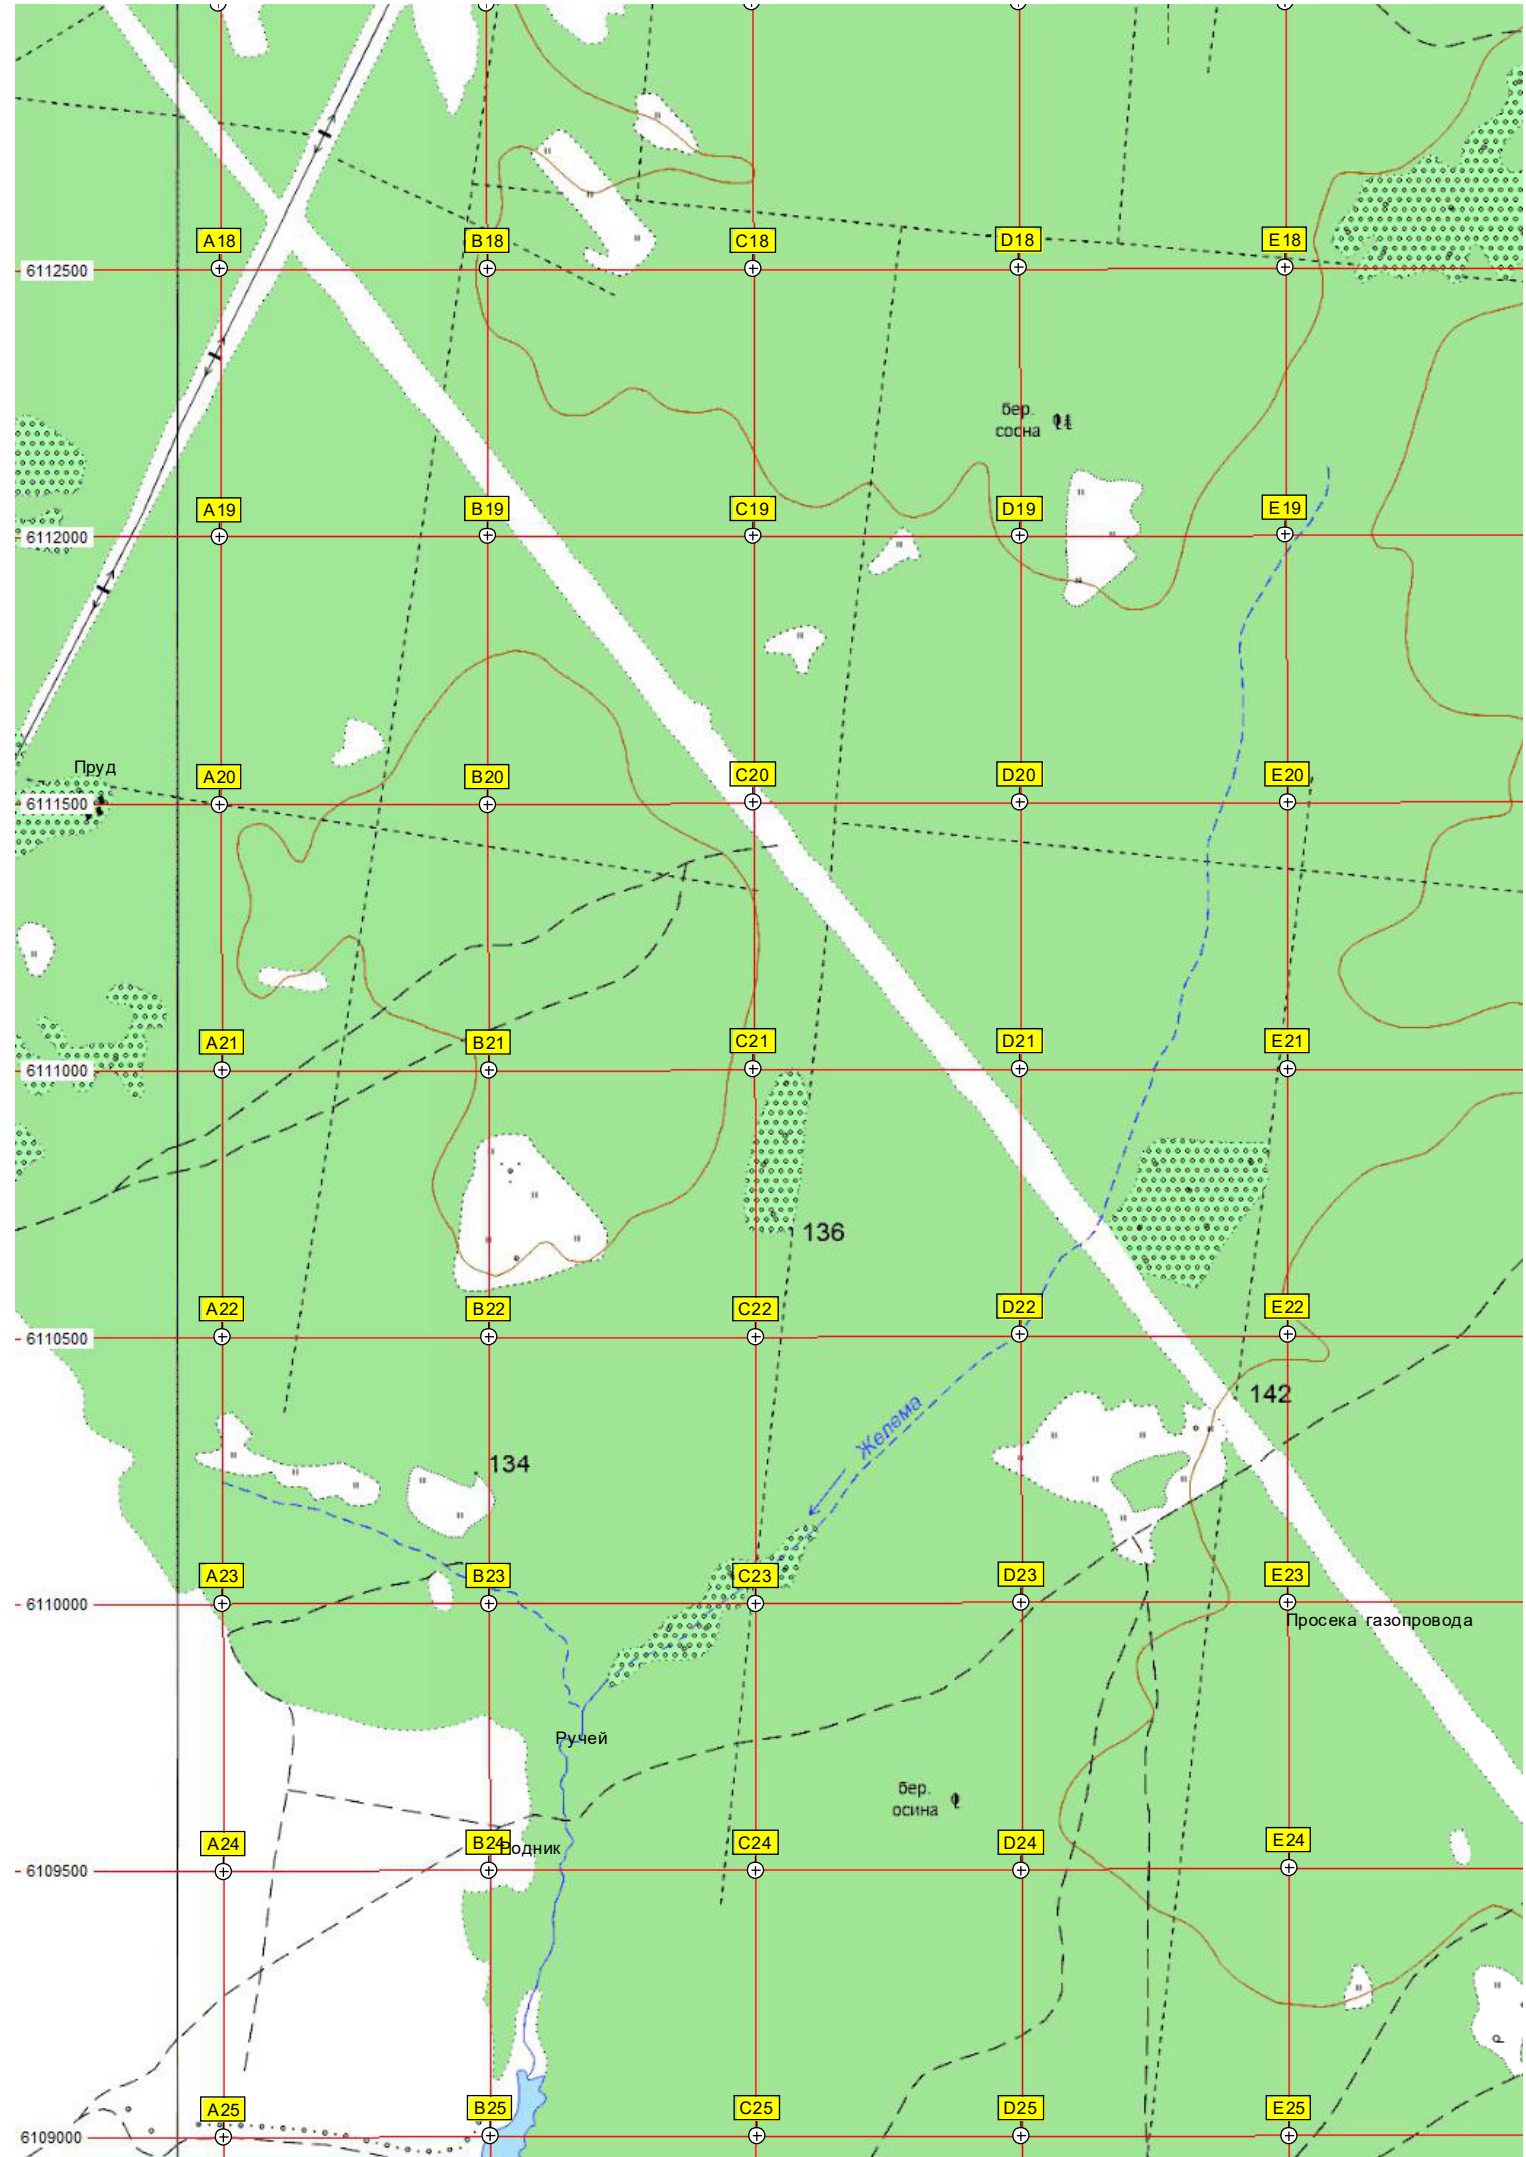 A18 B18 C18 D18 E18
6112500
бер.
сосна
A19 B19 C19 D19 E19
6112000
Пруд
A20 B20 C20 D20 E20
6111500
A21 B21 C21 D21 E21
6111000
136
A22 B22 C22 D22 E22
6110500
142
Желема
134
A23 B23 C23 D23 E23
6110000
Просека газопровода
Ручей
бер.
осина
A24 B24 C24 D24 E24
Родник
6109500
A25 B25 C25 D25 E25
6109000